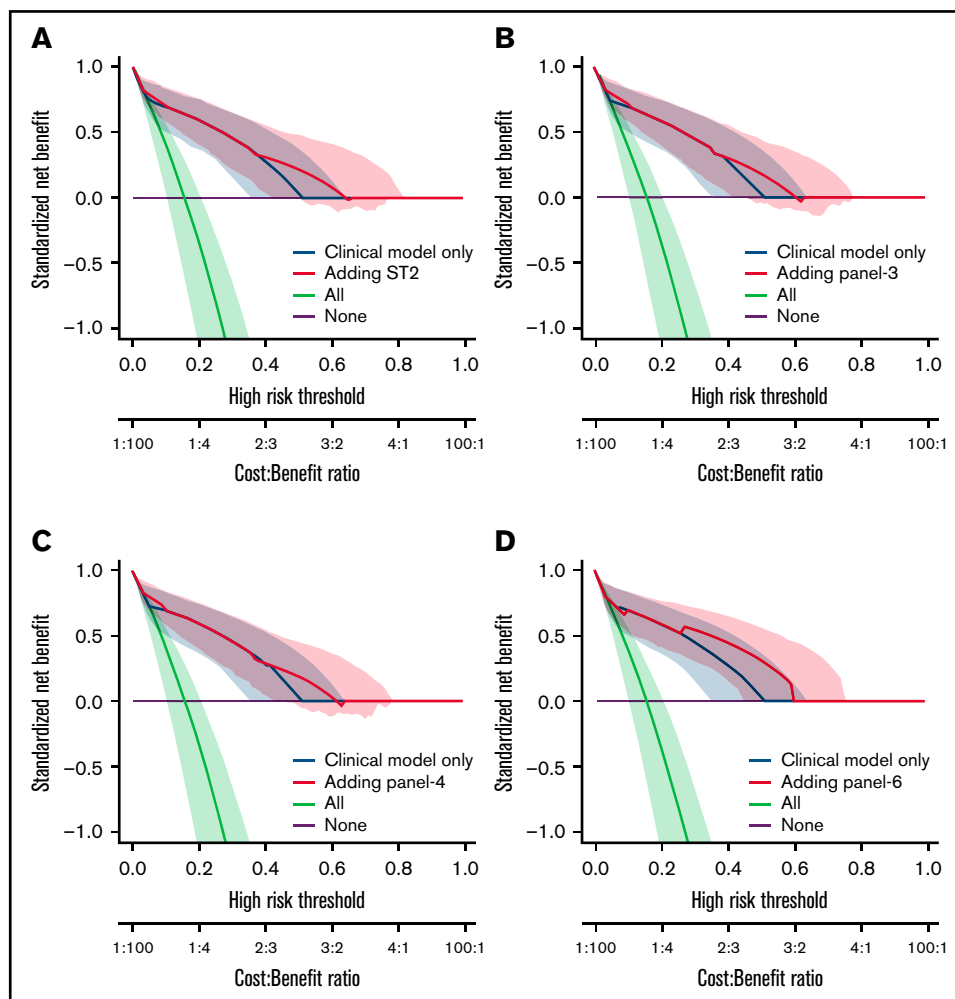 A
1.0
0.5
0.0
−0.5
−1.0
Standardized net benefit
Clinical model only
Adding ST2
All
None
0.0 0.2 0.4 0.6 0.8 1.0
High risk threshold
1:100 1:4 2:3 3:2 4:1 100:1
Cost:Benefit ratio
B
1.0
0.5
0.0
−0.5
−1.0
Standardized net benefit
Clinical model only
Adding panel-3
All
None
0.0 0.2 0.4 0.6 0.8 1.0
High risk threshold
1:100 1:4 2:3 3:2 4:1 100:1
Cost:Benefit ratio
C
1.0
0.5
0.0
−0.5
−1.0
Standardized net benefit
Clinical model only
Adding panel-4
All
None
0.0 0.2 0.4 0.6 0.8 1.0
High risk threshold
1:100 1:4 2:3 3:2 4:1 100:1
Cost:Benefit ratio
D
1.0
0.5
0.0
−0.5
−1.0
Standardized net benefit
Clinical model only
Adding panel-6
All
None
0.0 0.2 0.4 0.6 0.8 1.0
High risk threshold
1:100 1:4 2:3 3:2 4:1 100:1
Cost:Benefit ratio